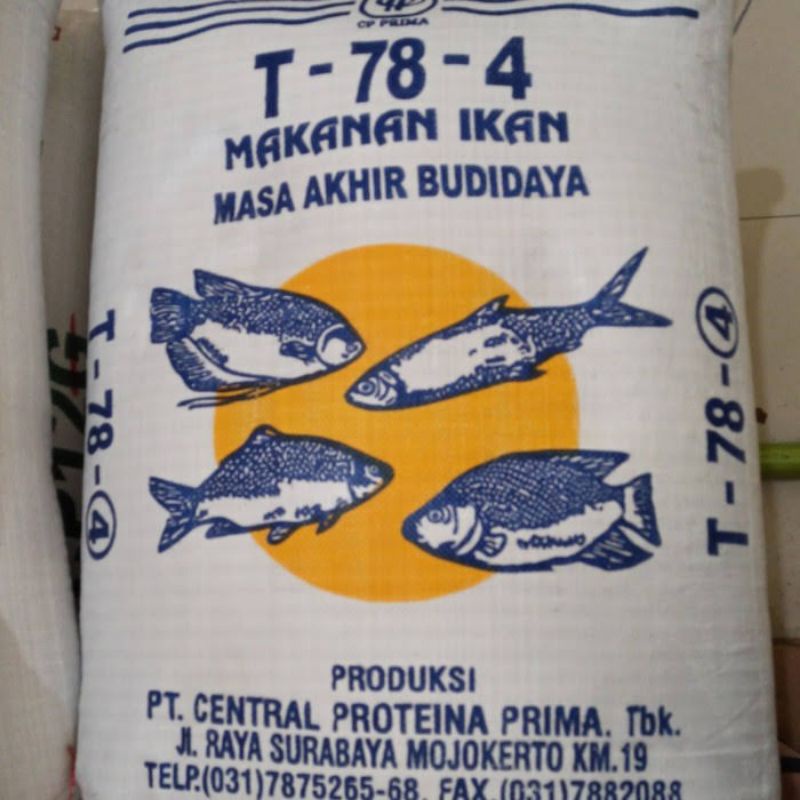 CP PRIMA
T - 78 - 4
MAKANAN IKAN
MASA AKHIR BUDIDAYA
T - 78 - 4
T - 78 - 4
PRODUKSI
PT. CENTRAL PROTEINA PRIMA. Tbk.
Jl. RAYA SURABAYA MOJOKERTO KM.19
TELP.(031)7875265-68, FAX.(031)7882088